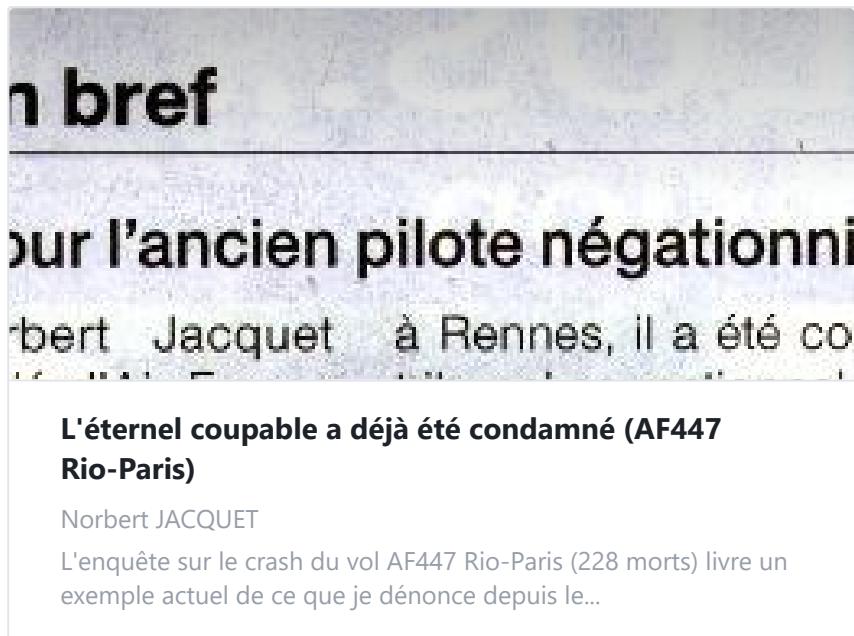 n bref
our l'ancien pilote négationni
rbert Jacquet à Rennes, il a été co
L'éternel coupable a déjà été condamné (AF447
Rio-Paris)
Norbert JACQUET
L'enquête sur le crash du vol AF447 Rio-Paris (228 morts) livre un
exemple actuel de ce que je dénonce depuis le...